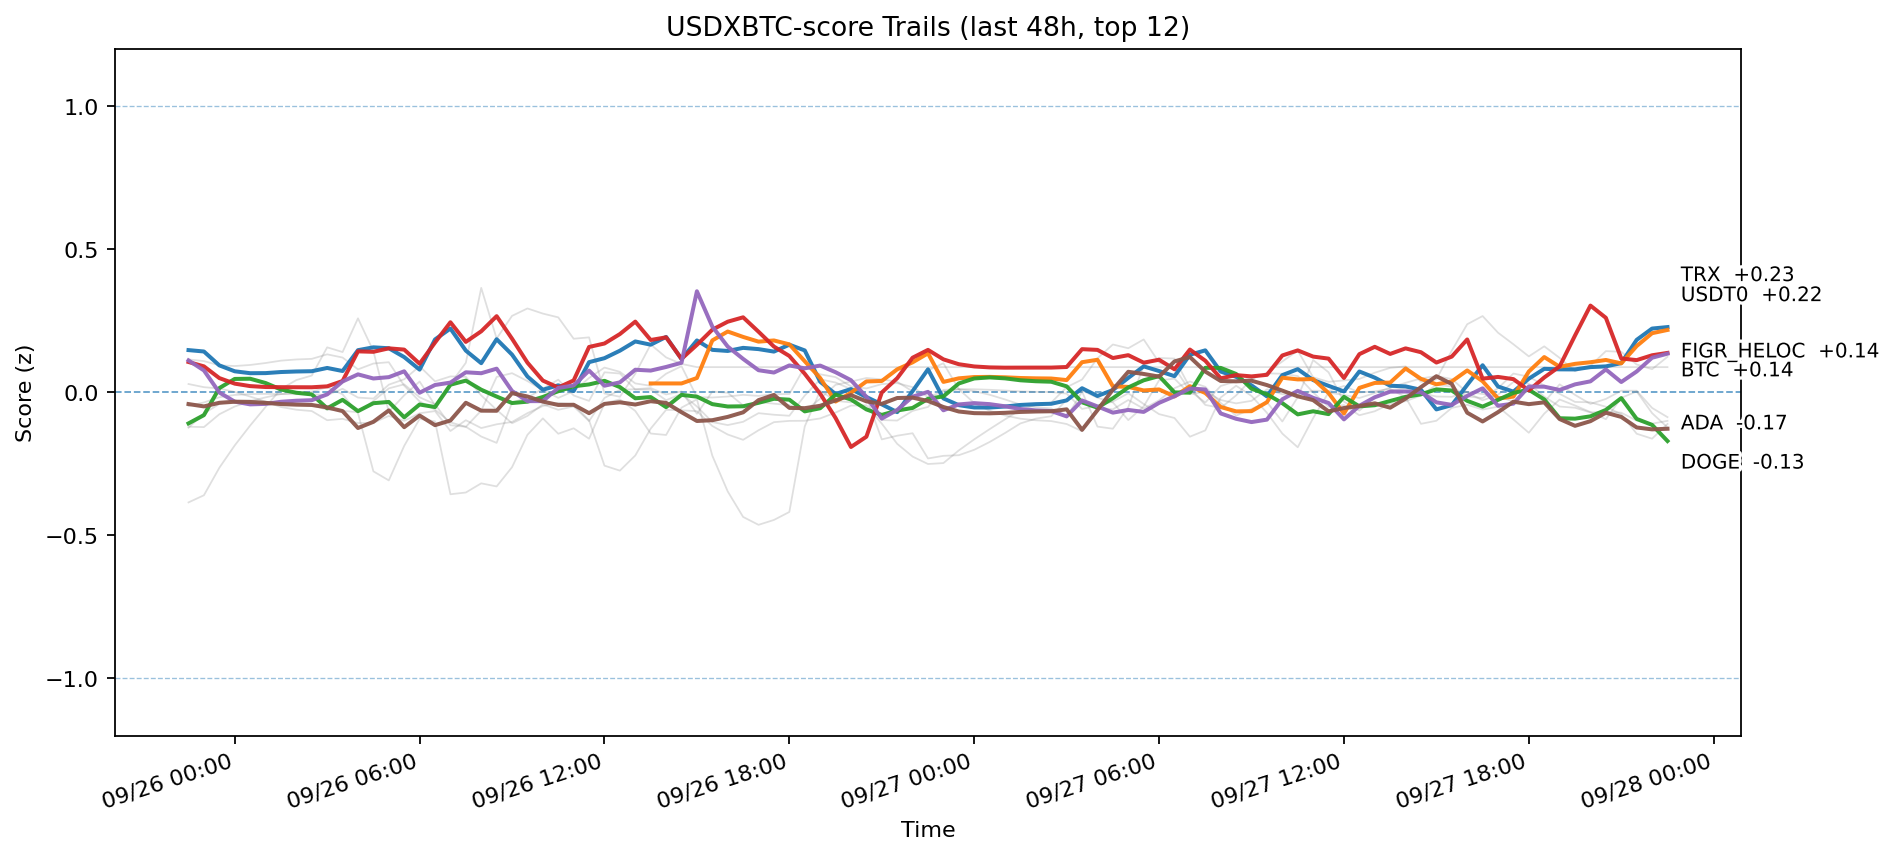 USDXBTC-score Trails (last 48h, top 12)
Score (z)
1.0
0.5
0.0
−0.5
−1.0
TRX +0.23
USDT0 +0.22
FIGR_HELOC +0.14
BTC +0.14
ADA -0.17
DOGE -0.13
09/26 00:00
09/26 06:00
09/26 12:00
09/26 18:00
09/27 00:00
09/27 06:00
09/27 12:00
09/27 18:00
09/28 00:00
Time